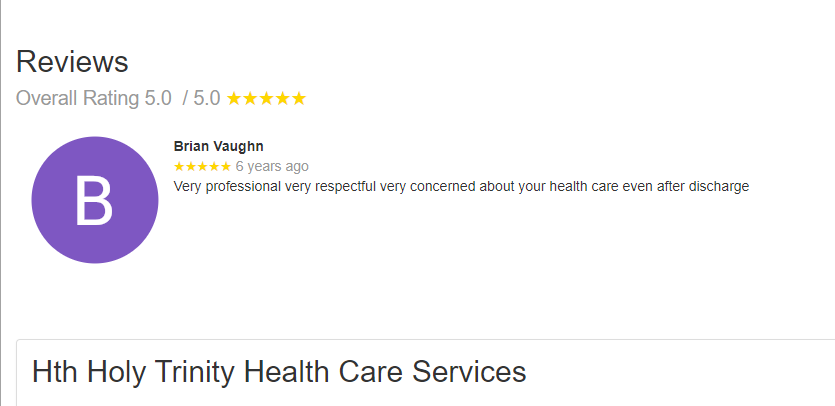 Reviews
Overall Rating 5.0 / 5.0 ★★★★★
B
Brian Vaughn
★★★★★ 6 years ago
Very professional very respectful very concerned about your health care even after discharge
Hth Holy Trinity Health Care Services